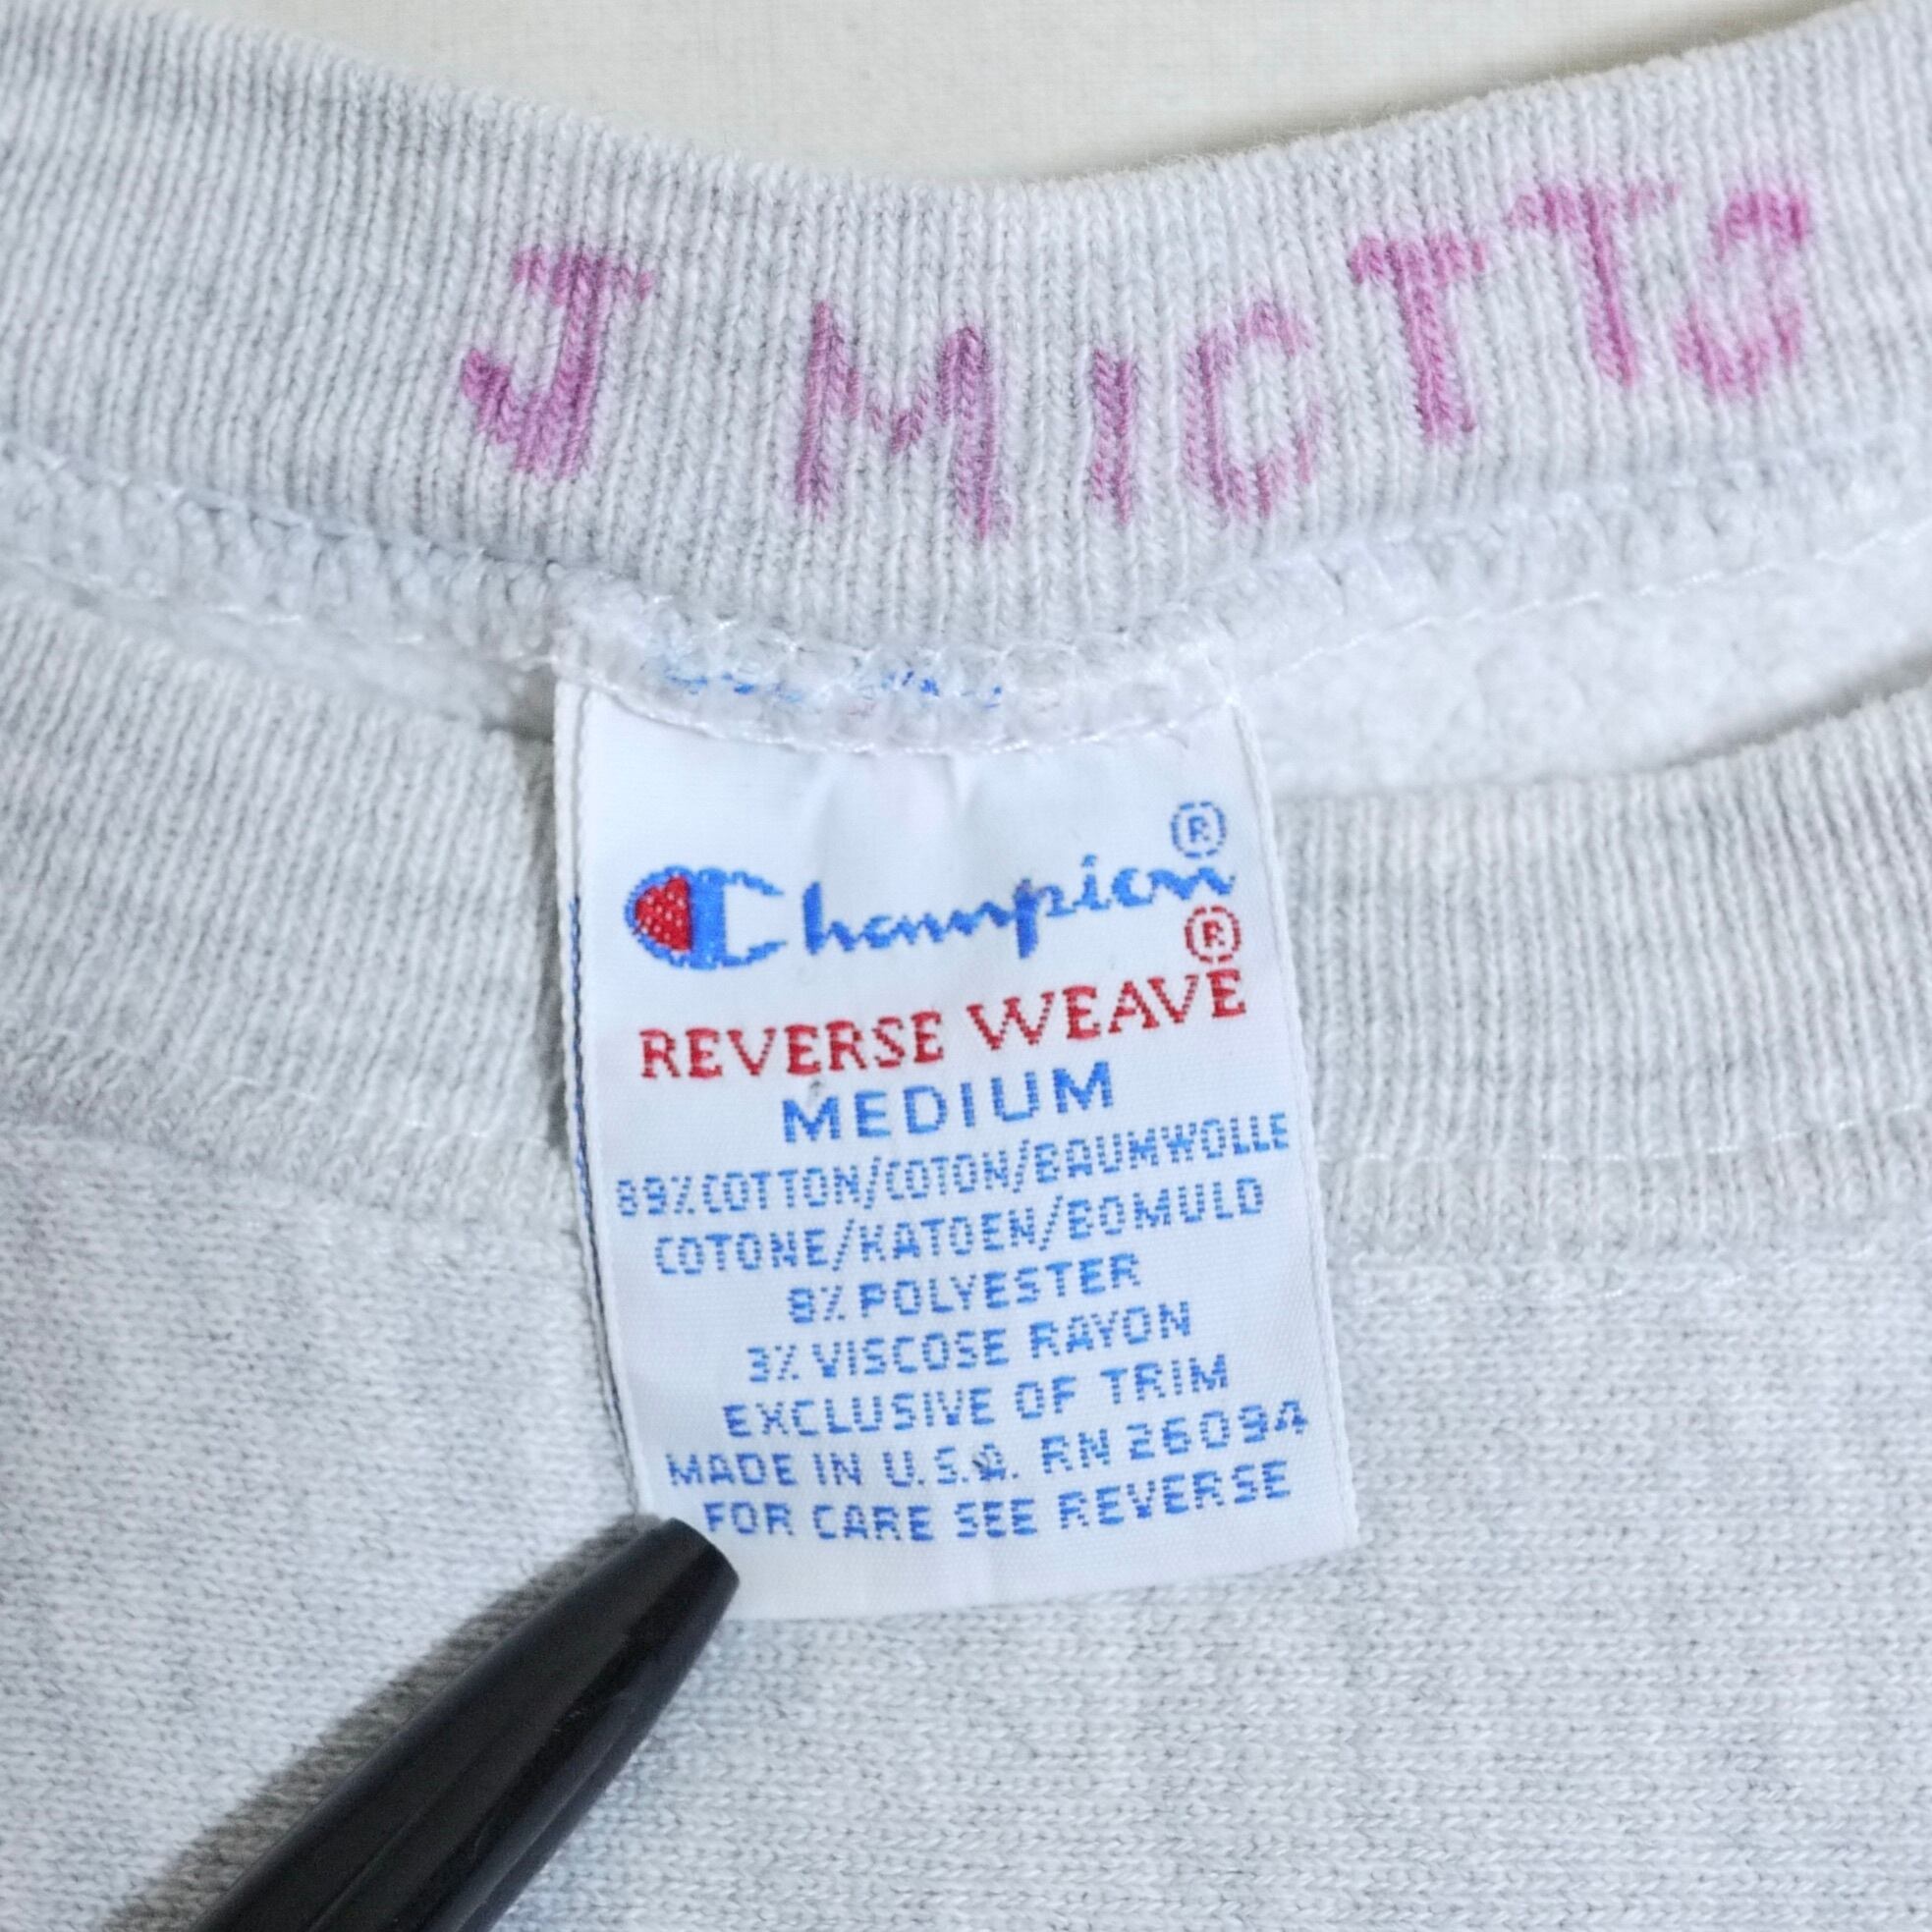 J MIOTTO
Champion®
REVERSE WEAVE®
MEDIUM
89% COTTON/COTON/BAUMWOLLE
COTONE/KATOEN/BOMULD
8% POLYESTER
3% VISCOSE RAYON
EXCLUSIVE OF TRIM
MADE IN U.S.A. RN 26094
FOR CARE SEE REVERSE